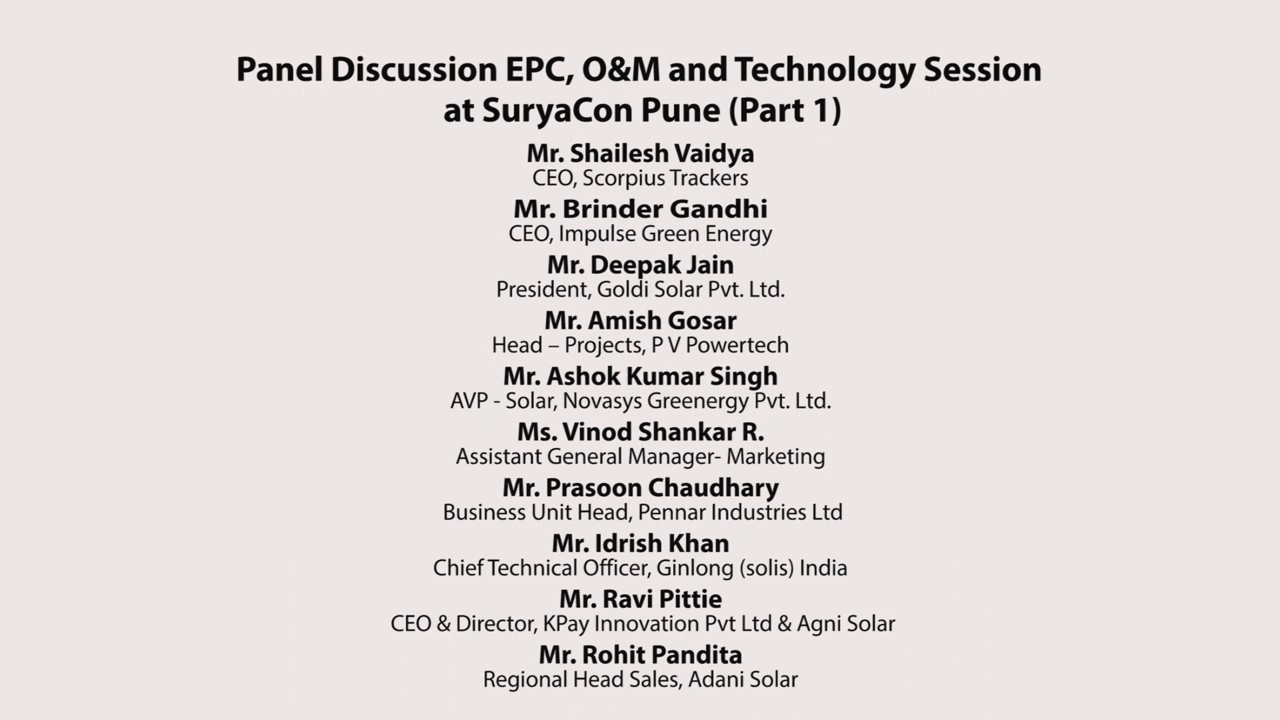 Panel Discussion EPC, O&M and Technology Session
at SuryaCon Pune (Part 1)
Mr. Shailesh Vaidya
CEO, Scorpius Trackers
Mr. Brinder Gandhi
CEO, Impulse Green Energy
Mr. Deepak Jain
President, Goldi Solar Pvt. Ltd.
Mr. Amish Gosar
Head – Projects, P V Powertech
Mr. Ashok Kumar Singh
AVP - Solar, Novasys Greenergy Pvt. Ltd.
Ms. Vinod Shankar R.
Assistant General Manager- Marketing
Mr. Prasoon Chaudhary
Business Unit Head, Pennar Industries Ltd
Mr. Idrish Khan
Chief Technical Officer, Ginlong (solis) India
Mr. Ravi Pittie
CEO & Director, KPay Innovation Pvt Ltd & Agni Solar
Mr. Rohit Pandita
Regional Head Sales, Adani Solar